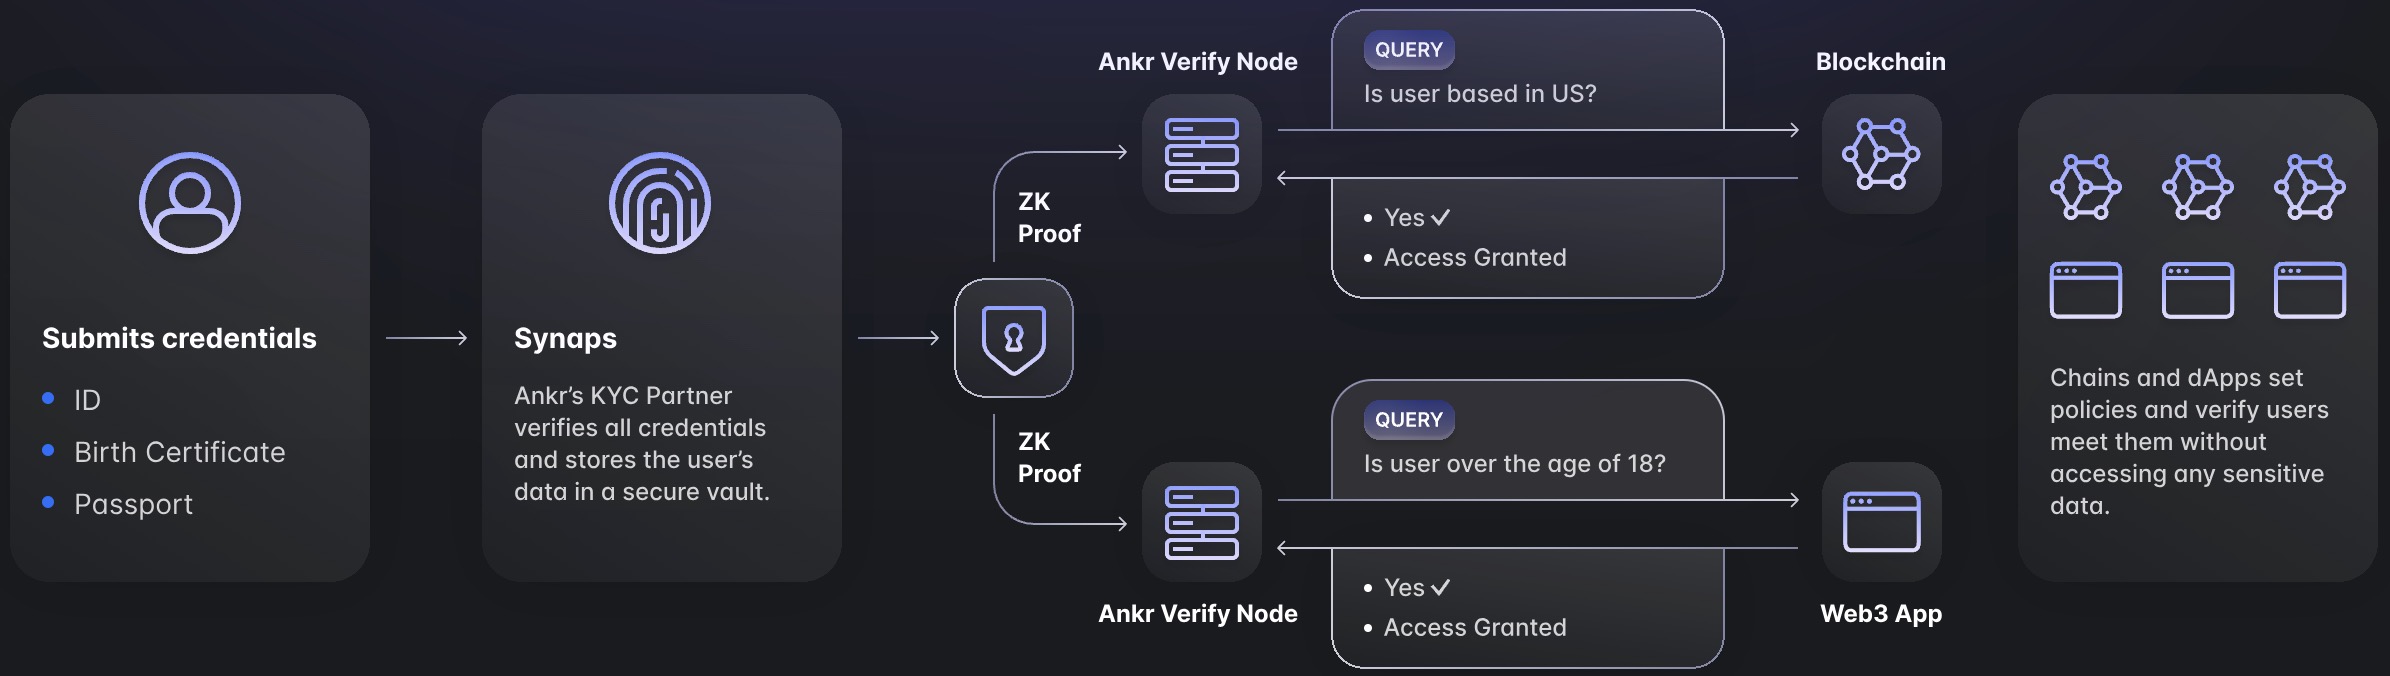 Submits credentials
ID
Birth Certificate
Passport
Synaps
Ankr’s KYC Partner
verifies all credentials
and stores the user’s
data in a secure vault.
ZK
Proof
ZK
Proof
Ankr Verify Node
QUERY
Is user based in US?
Yes ✓
Access Granted
Blockchain
Ankr Verify Node
QUERY
Is user over the age of 18?
Yes ✓
Access Granted
Web3 App
Chains and dApps set
policies and verify users
meet them without
accessing any sensitive
data.